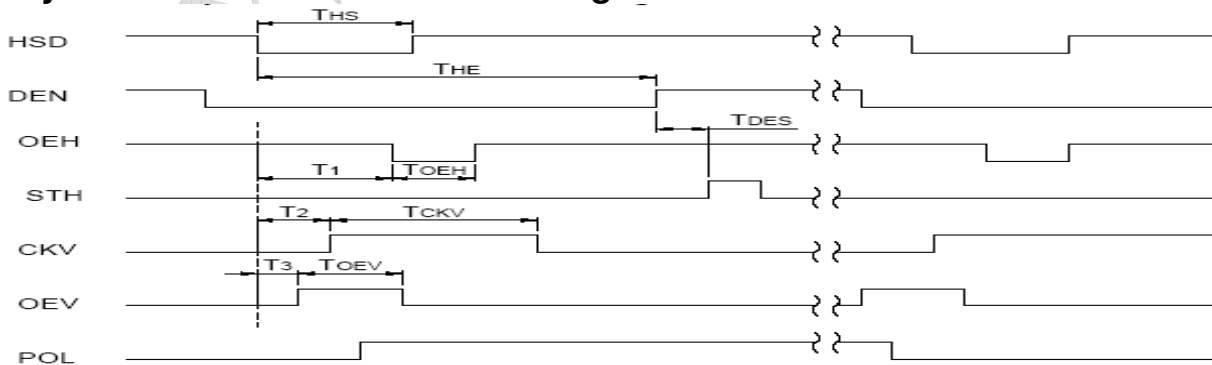 THS
HSD
THE
DEN
TDES
OEH
T1 TOEH
STH
T2 TCKV
CKV
T3 TOEV
OEV
POL